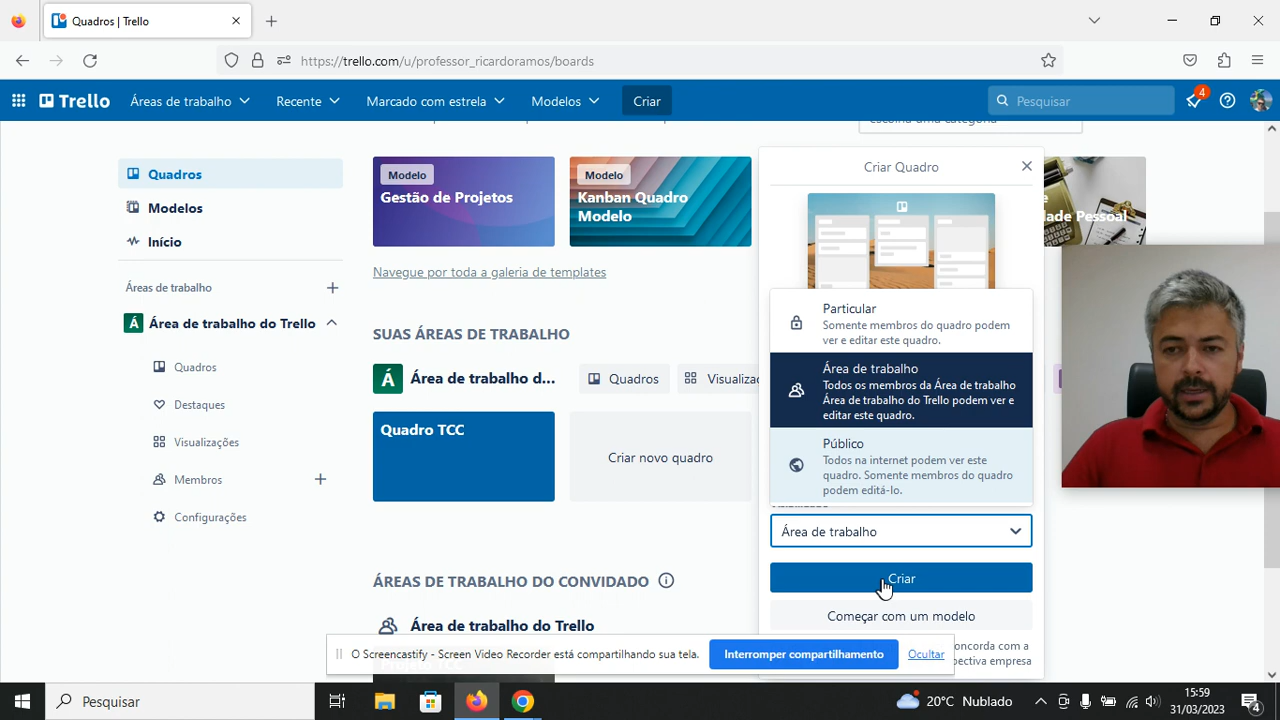 Quadros | Trello
https://trello.com/u/professor_ricardoramos/boards
Trello
Áreas de trabalho
Recente
Marcado com estrela
Modelos
Criar
Pesquisar
4
Quadros
Modelos
Início
Áreas de trabalho
Á Área de trabalho do Trello
Quadros
Destaques
Visualizações
Membros
Configurações
Modelo
Gestão de Projetos
Modelo
Kanban Quadro
Modelo
Navegue por toda a galeria de templates
SUAS ÁREAS DE TRABALHO
Á Área de trabalho d...
Quadros
Quadro TCC
Criar novo quadro
ÁREAS DE TRABALHO DO CONVIDADO
Área de trabalho do Trello
Criar Quadro
Particular
Somente membros do quadro podem
ver e editar este quadro.
Área de trabalho
Todos os membros da Área de trabalho
Área de trabalho do Trello podem ver e
editar este quadro.
Público
Todos na internet podem ver este
quadro. Somente membros do quadro
podem editá-lo.
Área de trabalho
Criar
Começar com um modelo
concorda com a
empresa
Pessoal
O Screencastify - Screen Video Recorder está compartilhando sua tela.
Interromper compartilhamento
Ocultar
Pesquisar
20°C Nublado
15:59
31/03/2023
4